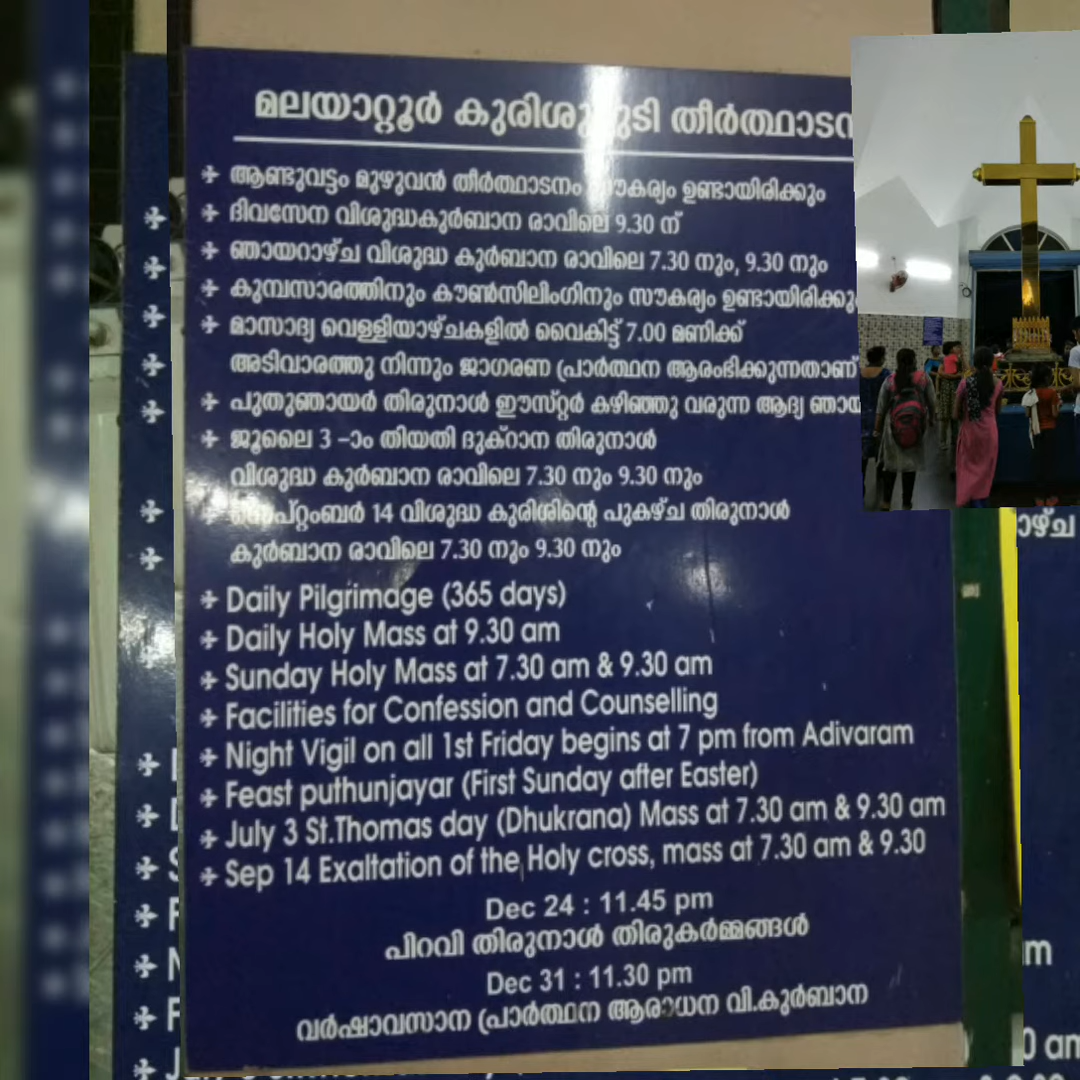 മലയാറ്റൂർ തീർത്ഥാടന
ആണ്ടുവട്ടം മുഴുവൻ തീർത്ഥാടനം സൗകര്യം ഉണ്ടായിരിക്കും
ദിവസേന വിശുദ്ധകുർബാന രാവിലെ 9.30 ന്
ഞായറാഴ്ച വിശുദ്ധ കുർബാന രാവിലെ 7.30 നും, 9.30 നും
കുമ്പസാരത്തിനും കൗൺസിലിംഗിനും സൗകര്യം ഉണ്ടായിരിക്കും
മാസാദ്യ വെള്ളിയാഴ്ചകളിൽ വൈകിട്ട് 7.00 മണിക്ക്
അടിവാരത്തു നിന്നും ജാഗരണ പ്രാർത്ഥന ആരംഭിക്കുന്നതാണ്
പുതുഞായർ തിരുനാൾ ഈസ്റ്റർ കഴിഞ്ഞു വരുന്ന ആദ്യ ഞായ
ജൂലൈ 3 –ാം തിയതി ദുക്റാന തിരുനാൾ
വിശുദ്ധ കുർബാന രാവിലെ 7.30 നും 9.30 നും
സെപ്റ്റംബർ 14 വിശുദ്ധ കുരിശിന്റെ പുകഴ്ച തിരുനാൾ
കുർബാന രാവിലെ 7.30 നും 9.30 നും
Daily Pilgrimage (365 days)
Daily Holy Mass at 9.30 am
Sunday Holy Mass at 7.30 am & 9.30 am
Facilities for Confession and Counselling
Night Vigil on all 1st Friday begins at 7 pm from Adivaram
Feast puthunjayar (First Sunday after Easter)
July 3 St.Thomas day (Dhukrana) Mass at 7.30 am & 9.30 am
Sep 14 Exaltation of the Holy cross, mass at 7.30 am & 9.30
Dec 24 : 11.45 pm
പിറവി തിരുനാൾ തിരുകർമ്മങ്ങൾ
Dec 31 : 11.30 pm
വർഷാവസാന പ്രാർത്ഥന ആരാധന വി.കുർബാന